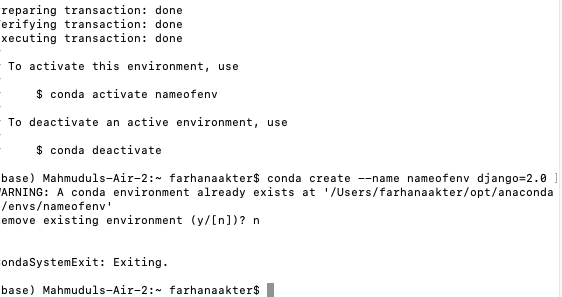 reparing transaction: done
erifying transaction: done
xecuting transaction: done
To activate this environment, use
$ conda activate nameofenv
To deactivate an active environment, use
$ conda deactivate
base) Mahmuduls-Air-2:~ farhanaakter$ conda create --name nameofenv django=2.0 ]
ARNING: A conda environment already exists at '/Users/farhanaakter/opt/anaconda
/envs/nameofenv'
emove existing environment (y/[n])? n
ondaSystemExit: Exiting.
base) Mahmuduls-Air-2:~ farhanaakter$